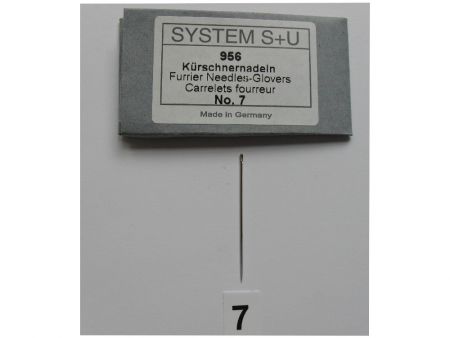 SYSTEM S+U
956
Kürschnernadeln
Furrier Needles-Glovers
Carrelets fourreur
No. 7
Made in Germany
7